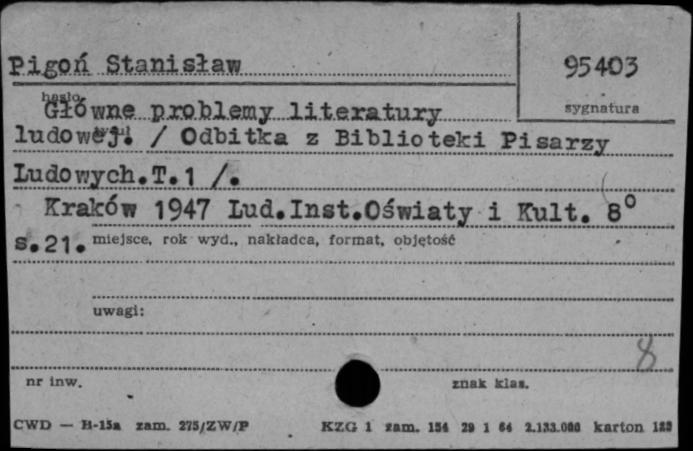 Pigoń Stanisław
95403
hasło
sygnatura
Główne problemy literatury
ludowej. / Odbitka z Biblioteki Pisarzy
Ludowych.T.1 /.
Kraków 1947 Lud.Inst.Oświaty i Kult. 8°
s.21. miejsce, rok wyd., nakładca, format, objętość
uwagi:
8
nr inw.
znak klas.
CWD — H-15a zam. 275/ZW/P KZG 1 zam. 154 29 1 64 2.133.000 karton